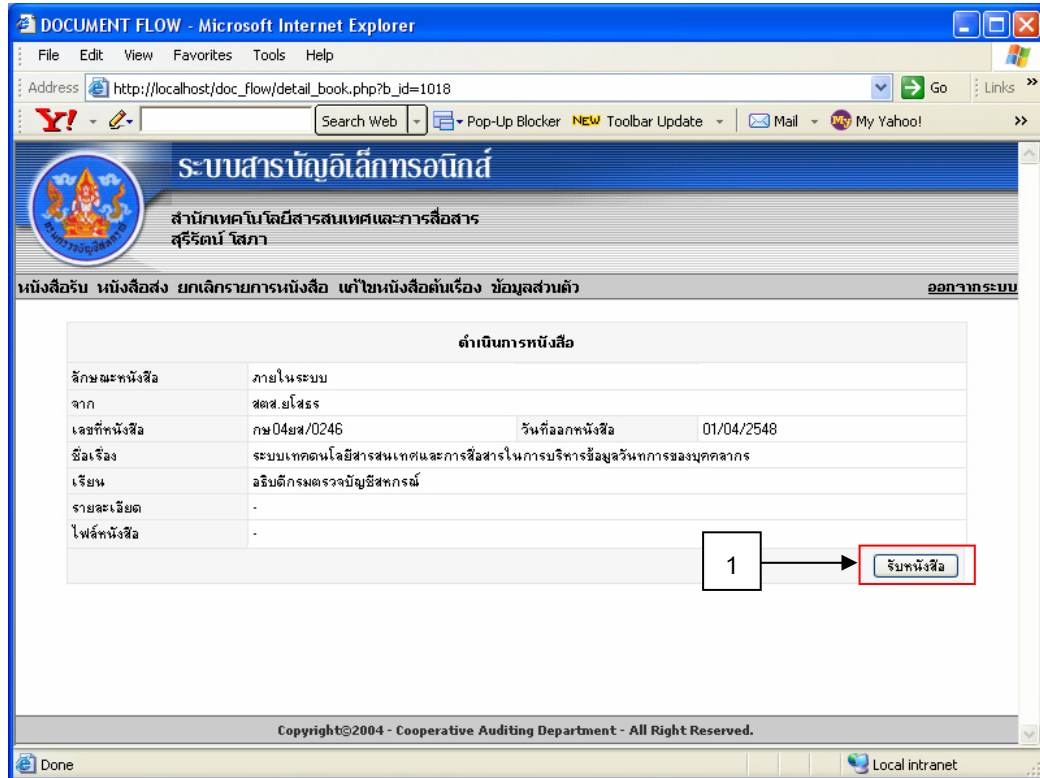 DOCUMENT FLOW - Microsoft Internet Explorer
File Edit View Favorites Tools Help
Address http://localhost/doc_flow/detail_book.php?b_id=1018 Go Links »
Y! Search Web Pop-Up Blocker NEW Toolbar Update Mail My My Yahoo! »
ระบบสารบัญอิเล็กทรอนิกส์
สำนักเทคโนโลยีสารสนเทศและการสื่อสาร
สุรีรัตน์ โสภา
หนังสือรับ หนังสือส่ง ยกเลิกรายการหนังสือ แก้ไขหนังสือต้นเรื่อง ข้อมูลส่วนตัว ออกจากระบบ
ดำเนินการหนังสือ
ลักษณะหนังสือ ภายในระบบ
จาก สตส.ยโสธร
เลขที่หนังสือ กษ04ยส/0246 วันที่ออกหนังสือ 01/04/2548
ชื่อเรื่อง ระบบเทคตนโลยีสารสนเทศและการสื่อสารในการบริหารข้อมูลวันทการของบุคคลากร
เรียน อธิบดีกรมตรวจบัญชีสหกรณ์
รายละเอียด -
ไฟล์หนังสือ -
1 รับหนังสือ
Copyright©2004 - Cooperative Auditing Department - All Right Reserved.
Done Local intranet